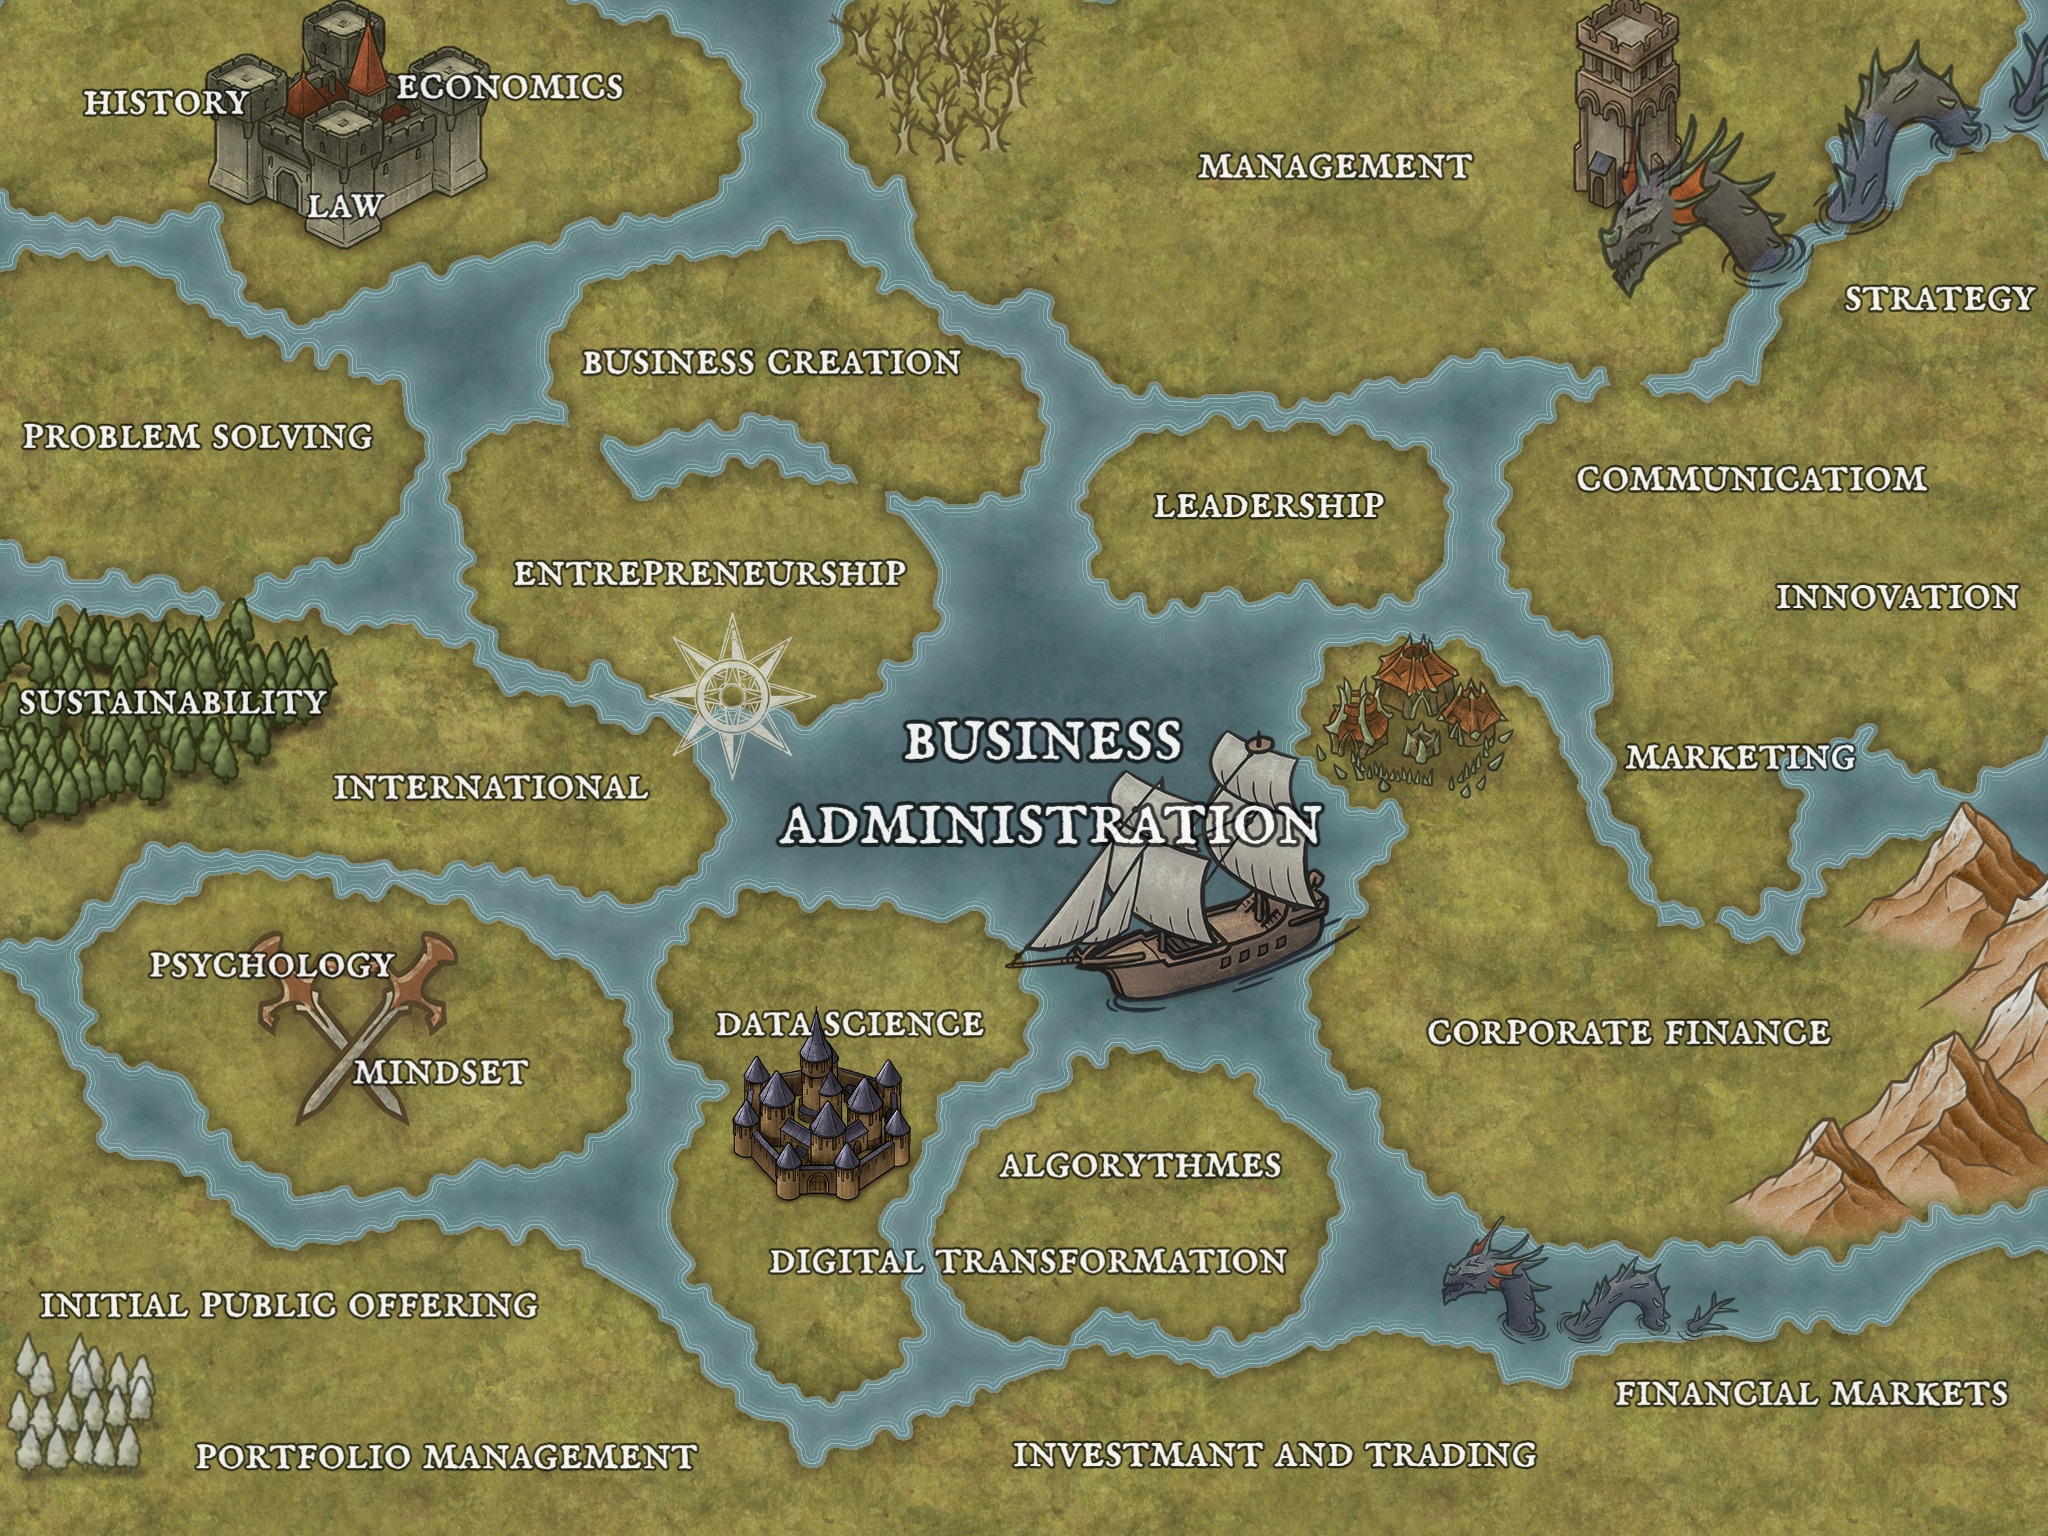 HISTORY
ECONOMICS
LAW
MANAGEMENT
STRATEGY
BUSINESS CREATION
PROBLEM SOLVING
LEADERSHIP
COMMUNICATIOM
ENTREPRENEURSHIP
INNOVATION
SUSTAINABILITY
INTERNATIONAL
BUSINESS
ADMINISTRATION
MARKETING
PSYCHOLOGY
MINDSET
DATA SCIENCE
CORPORATE FINANCE
ALGORYTHMES
DIGITAL TRANSFORMATION
INITIAL PUBLIC OFFERING
FINANCIAL MARKETS
PORTFOLIO MANAGEMENT
INVESTMANT AND TRADING